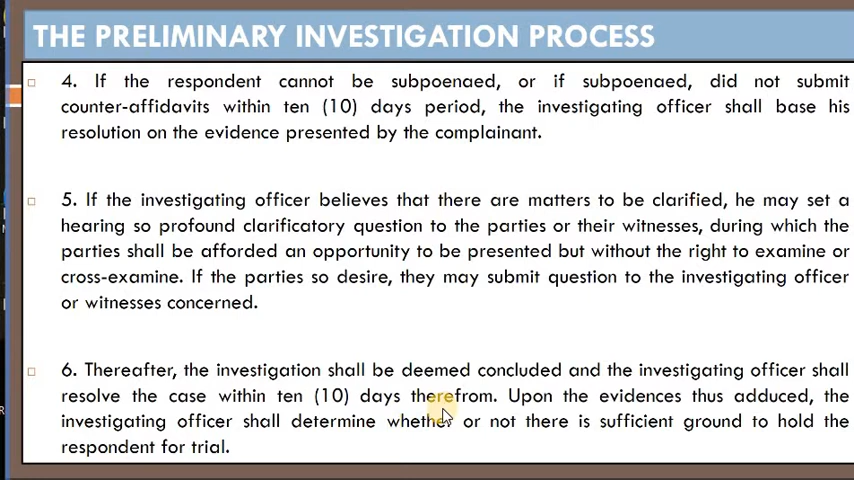 THE PRELIMINARY INVESTIGATION PROCESS
4. If the respondent cannot be subpoenaed, or if subpoenaed, did not submit
counter-affidavits within ten (10) days period, the investigating officer shall base his
resolution on the evidence presented by the complainant.
5. If the investigating officer believes that there are matters to be clarified, he may set a
hearing so profound clarificatory question to the parties or their witnesses, during which the
parties shall be afforded an opportunity to be presented but without the right to examine or
cross-examine. If the parties so desire, they may submit question to the investigating officer
or witnesses concerned.
6. Thereafter, the investigation shall be deemed concluded and the investigating officer shall
resolve the case within ten (10) days therefrom. Upon the evidences thus adduced, the
investigating officer shall determine whether or not there is sufficient ground to hold the
respondent for trial.